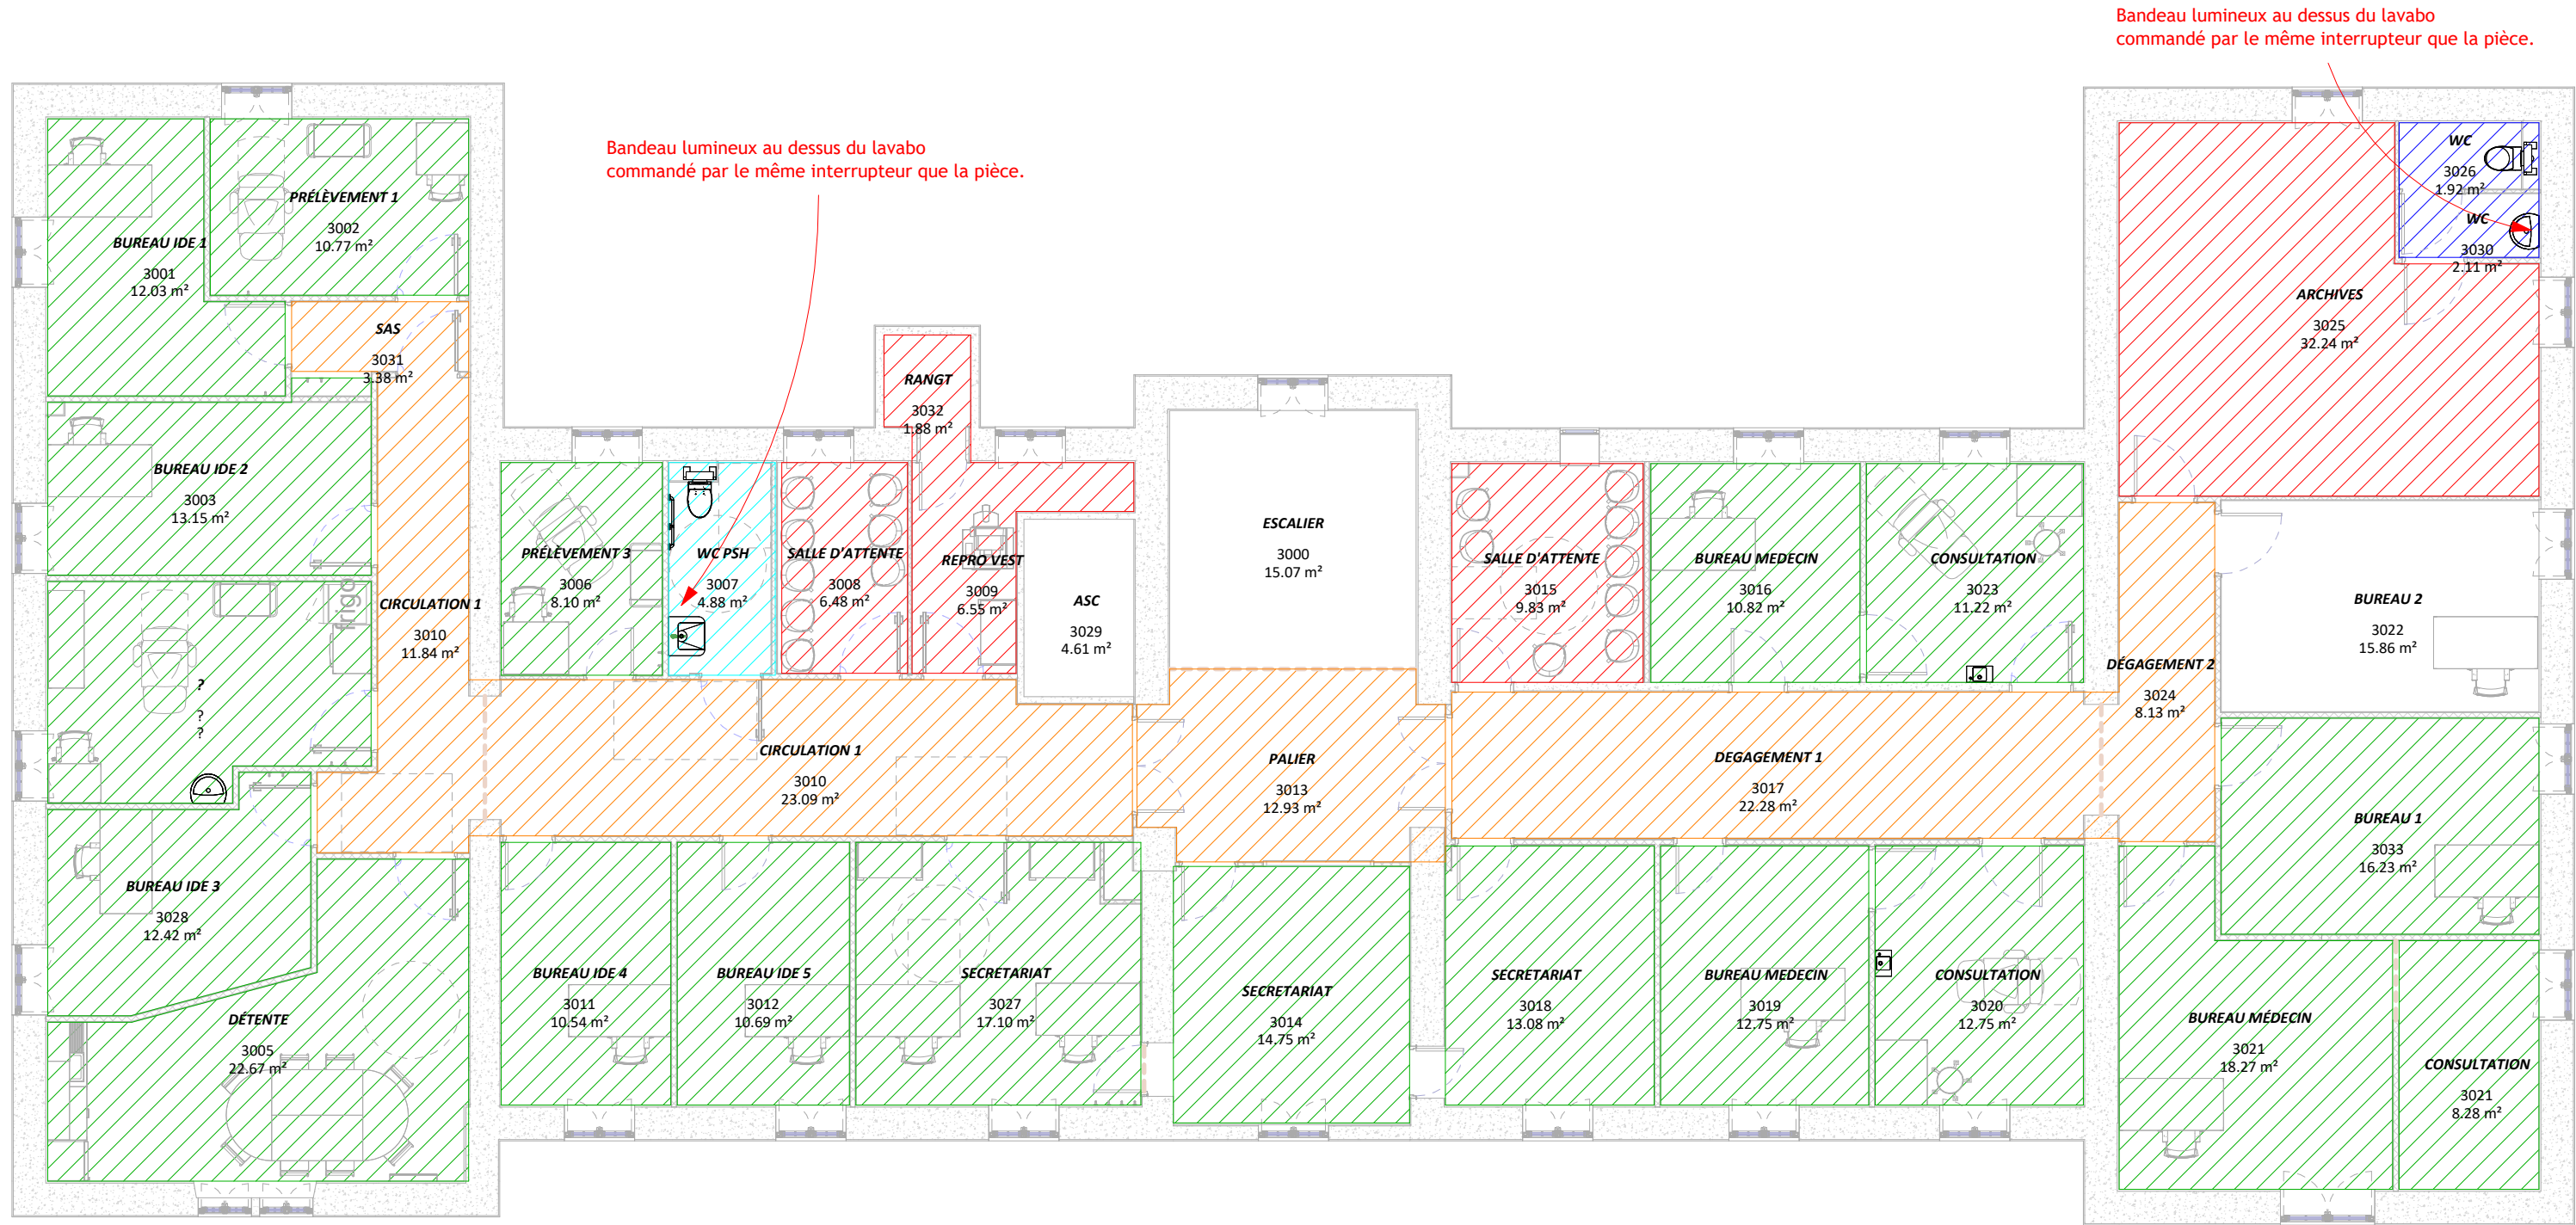 Bandeau lumineux au dessus du lavabo
commandé par le même interrupteur que la pièce.
Bandeau lumineux au dessus du lavabo
commandé par le même interrupteur que la pièce.
PRÉLÈVEMENT 1
3002
10.77 m²
BUREAU IDE 1
3001
12.03 m²
SAS
3031
3.38 m²
BUREAU IDE 2
3003
13.15 m²
frigo
?
?
?
CIRCULATION 1
3010
11.84 m²
BUREAU IDE 3
3028
12.42 m²
DÉTENTE
3005
22.67 m²
PRÉLÈVEMENT 3
3006
8.10 m²
WC PSH
3007
4.88 m²
SALLE D'ATTENTE
3008
6.48 m²
RANGT
3032
1.88 m²
REPRO VEST
3009
6.55 m²
ASC
3029
4.61 m²
ESCALIER
3000
15.07 m²
CIRCULATION 1
3010
23.09 m²
PALIER
3013
12.93 m²
BUREAU IDE 4
3011
10.54 m²
BUREAU IDE 5
3012
10.69 m²
SECRETARIAT
3027
17.10 m²
SECRETARIAT
3014
14.75 m²
SALLE D'ATTENTE
3015
9.83 m²
BUREAU MEDECIN
3016
10.82 m²
CONSULTATION
3023
11.22 m²
DEGAGEMENT 1
3017
22.28 m²
SECRETARIAT
3018
13.08 m²
BUREAU MEDECIN
3019
12.75 m²
CONSULTATION
3020
12.75 m²
WC
3026
1.92 m²
WC
3030
2.11 m²
ARCHIVES
3025
32.24 m²
DÉGAGEMENT 2
3024
8.13 m²
BUREAU 2
3022
15.86 m²
BUREAU 1
3033
16.23 m²
BUREAU MÉDECIN
3021
18.27 m²
CONSULTATION
3021
8.28 m²